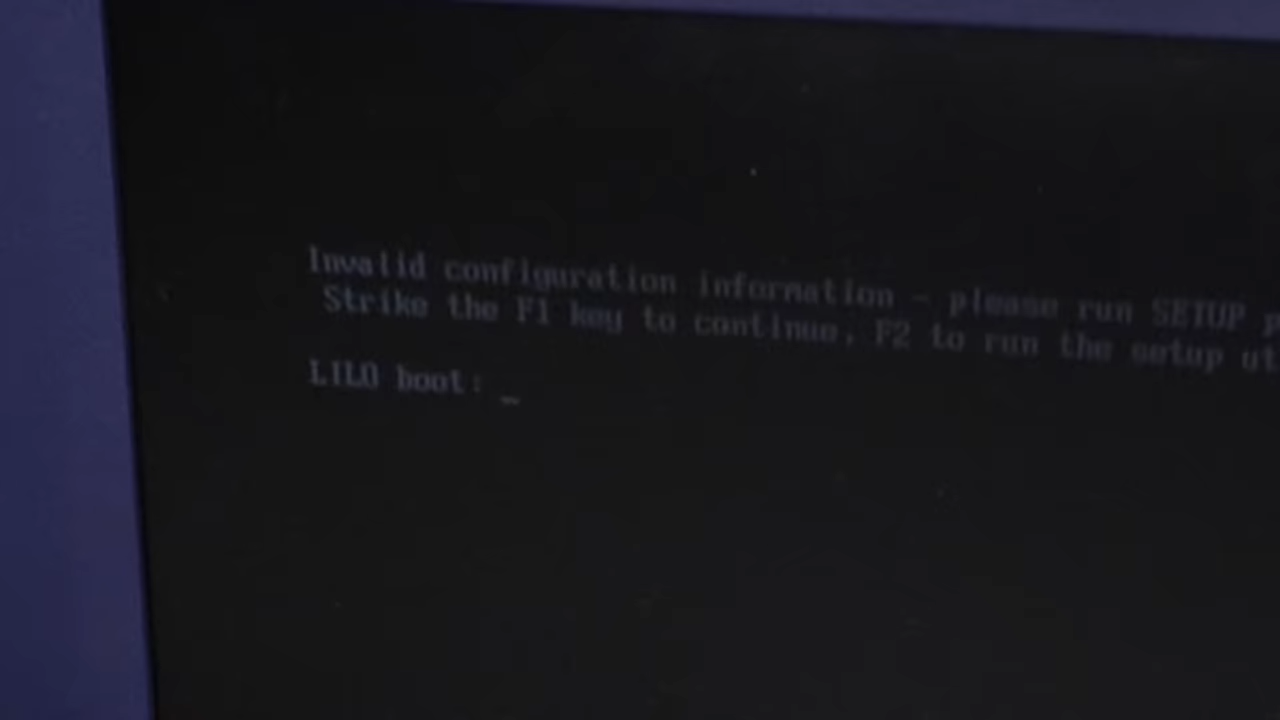 Invalid configuration information - please run SETUP
Strike the F1 key to continue, F2 to run the setup
LILO boot: _